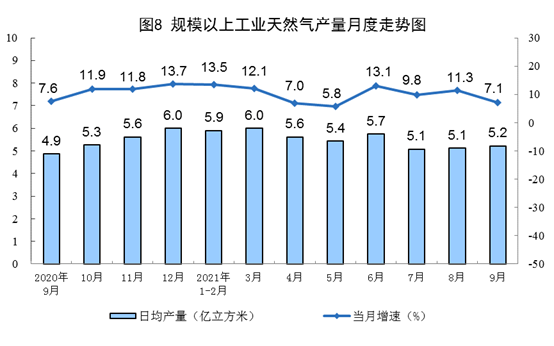 图8 规模以上工业天然气产量月度走势图
10 9 8 7 6 5 4 3 2 1 0
30 20 10 0 -10 -20 -30 -40 -50
7.6 11.9 11.8 13.7 13.5 12.1 7.0 5.8 13.1 9.8 11.3 7.1
4.9 5.3 5.6 6.0 5.9 6.0 5.6 5.4 5.7 5.1 5.1 5.2
2020年 10月 11月 12月 2021年 3月 4月 5月 6月 7月 8月 9月
9月 1-2月
日均产量（亿立方米） 当月增速（%）